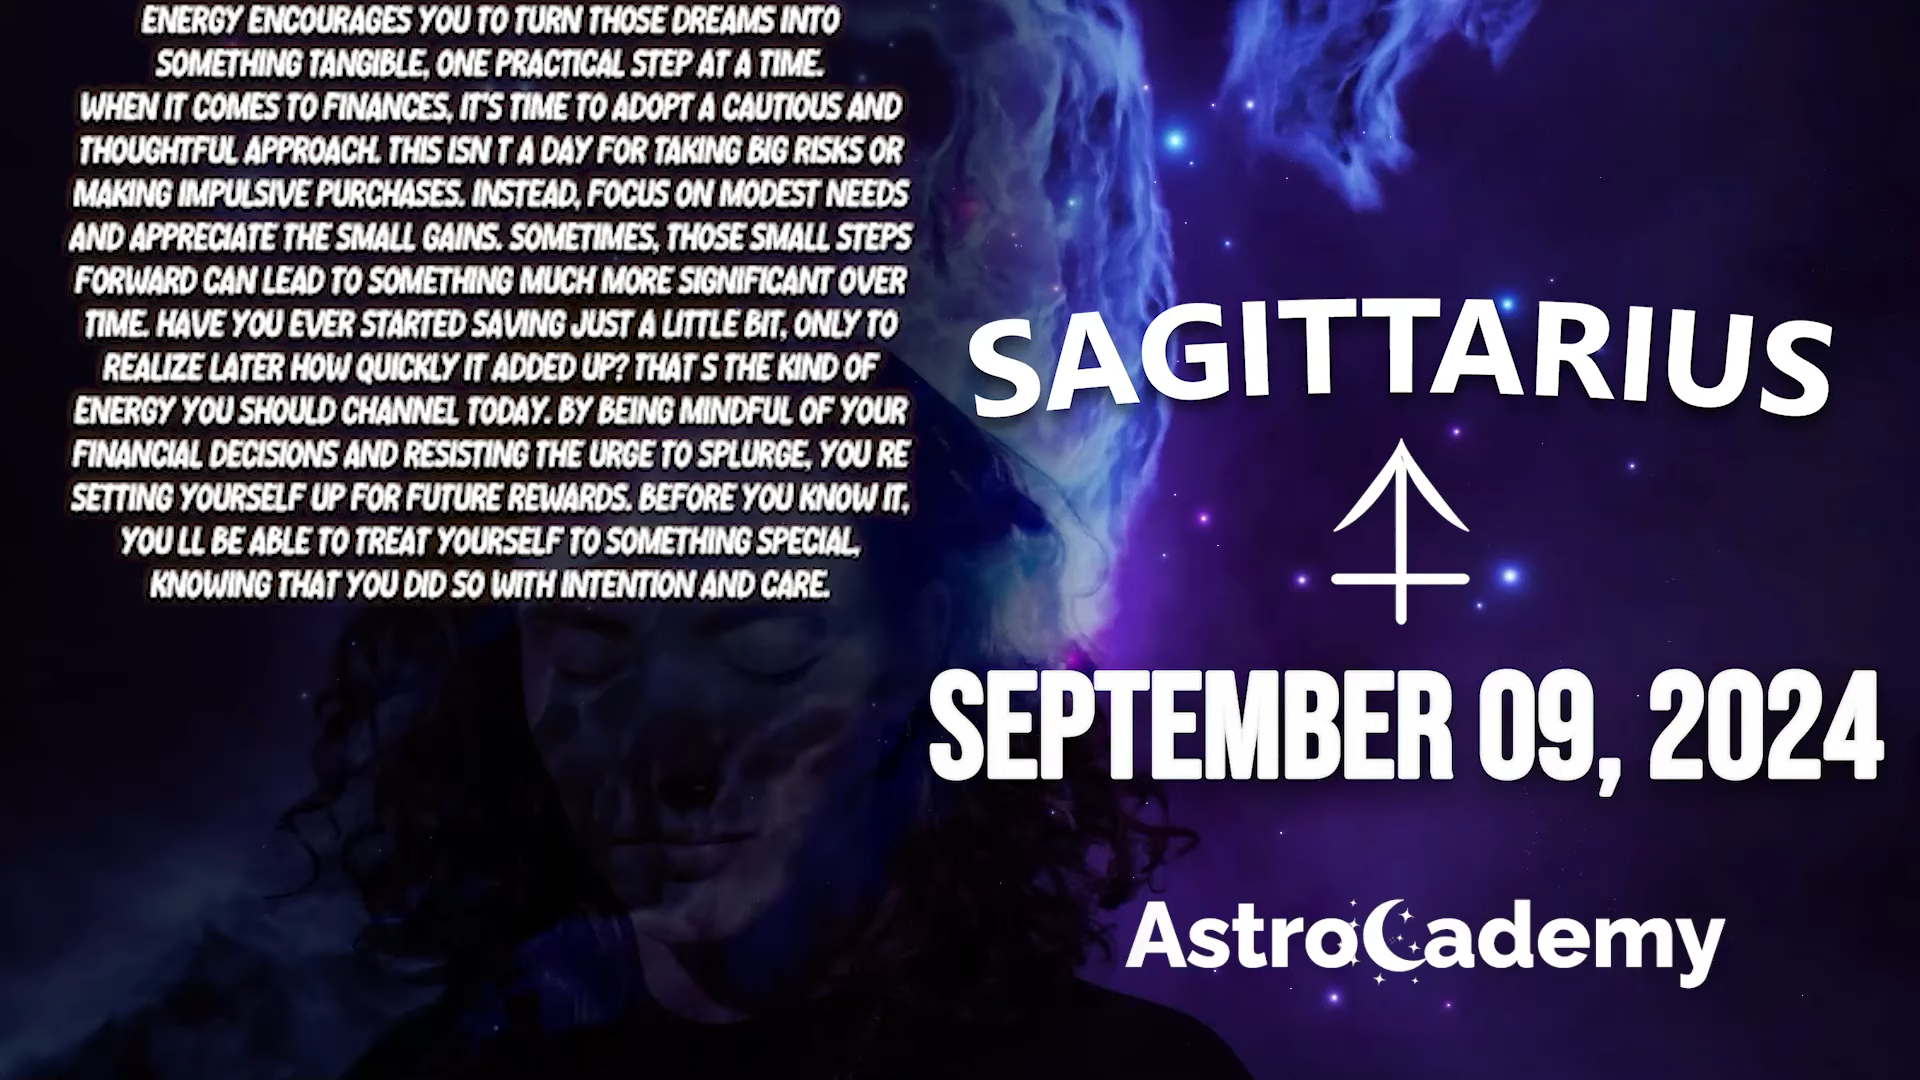 ENERGY ENCOURAGES YOU TO TURN THOSE DREAMS INTO
SOMETHING TANGIBLE, ONE PRACTICAL STEP AT A TIME.
WHEN IT COMES TO FINANCES, IT'S TIME TO ADOPT A CAUTIOUS AND
THOUGHTFUL APPROACH. THIS ISN T A DAY FOR TAKING BIG RISKS OR
MAKING IMPULSIVE PURCHASES. INSTEAD, FOCUS ON MODEST NEEDS
AND APPRECIATE THE SMALL GAINS. SOMETIMES, THOSE SMALL STEPS
FORWARD CAN LEAD TO SOMETHING MUCH MORE SIGNIFICANT OVER
TIME. HAVE YOU EVER STARTED SAVING JUST A LITTLE BIT, ONLY TO
REALIZE LATER HOW QUICKLY IT ADDED UP? THAT S THE KIND OF
ENERGY YOU SHOULD CHANNEL TODAY. BY BEING MINDFUL OF YOUR
FINANCIAL DECISIONS AND RESISTING THE URGE TO SPLURGE, YOU RE
SETTING YOURSELF UP FOR FUTURE REWARDS. BEFORE YOU KNOW IT,
YOU LL BE ABLE TO TREAT YOURSELF TO SOMETHING SPECIAL,
KNOWING THAT YOU DID SO WITH INTENTION AND CARE.
SAGITTARIUS
SEPTEMBER 09, 2024
AstroCademy